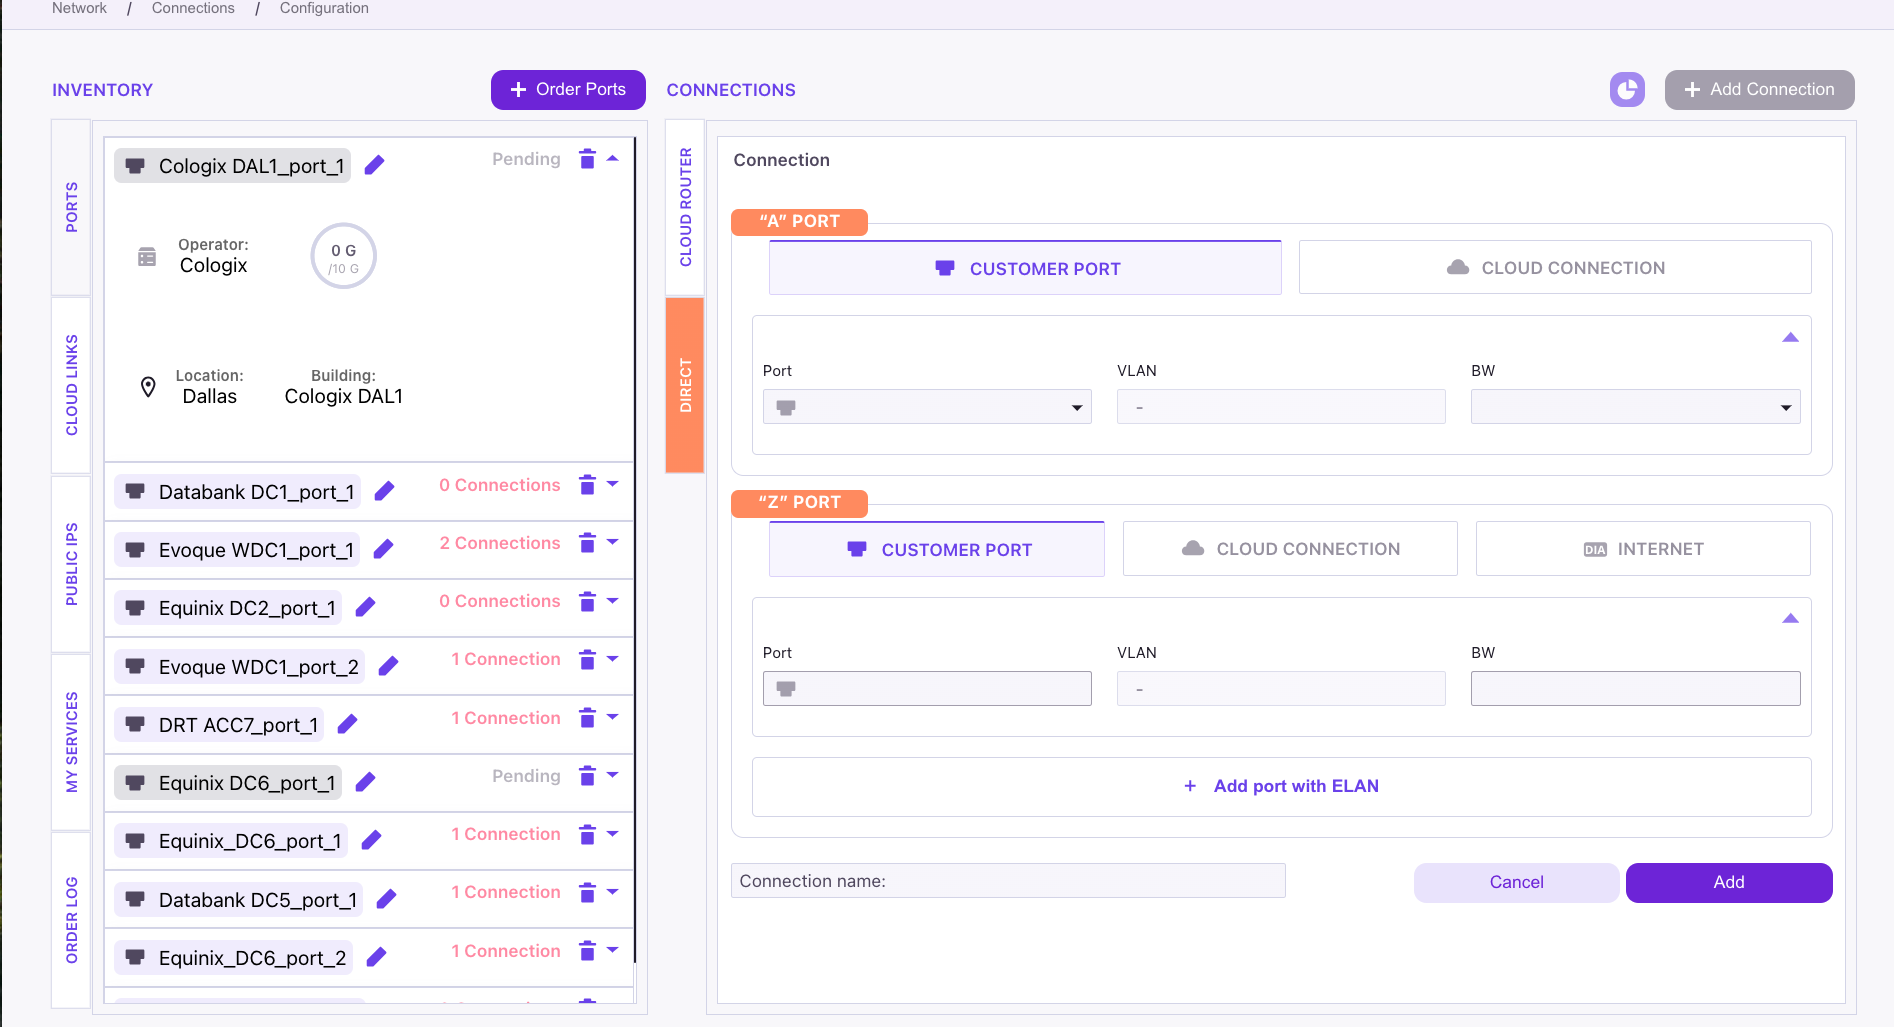 Network / Connections / Configuration
INVENTORY
+ Order Ports
CONNECTIONS
+ Add Connection
PORTS
CLOUD LINKS
PUBLIC IPS
MY SERVICES
ORDER LOG
Cologix DAL1_port_1
Pending
Operator:
Cologix
0 G
/10 G
Location:
Dallas
Building:
Cologix DAL1
Databank DC1_port_1
0 Connections
Evoque WDC1_port_1
2 Connections
Equinix DC2_port_1
0 Connections
Evoque WDC1_port_2
1 Connection
DRT ACC7_port_1
1 Connection
Equinix DC6_port_1
Pending
Equinix_DC6_port_1
1 Connection
Databank DC5_port_1
1 Connection
Equinix_DC6_port_2
1 Connection
CLOUD ROUTER
DIRECT
Connection
“A” PORT
CUSTOMER PORT
CLOUD CONNECTION
Port
VLAN
BW
-
“Z” PORT
CUSTOMER PORT
CLOUD CONNECTION
DIA INTERNET
Port
VLAN
BW
-
+ Add port with ELAN
Connection name:
Cancel
Add